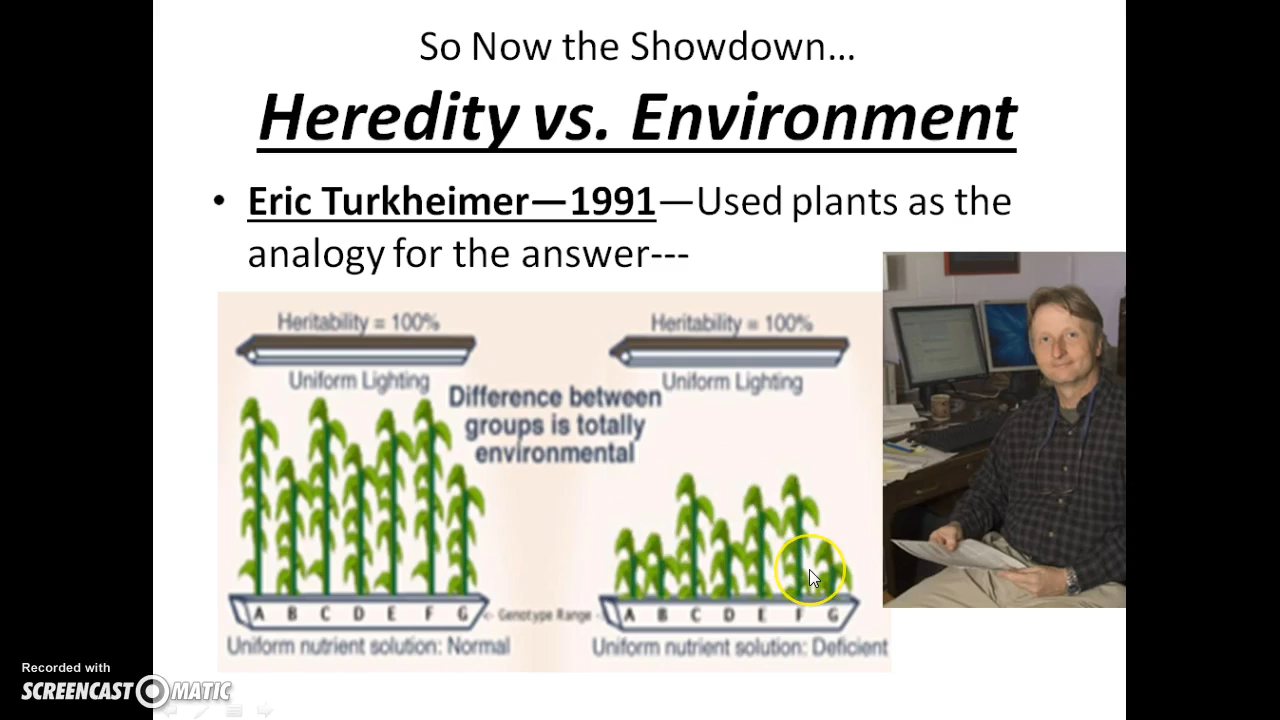 So Now the Showdown...
Heredity vs. Environment
• Eric Turkheimer—1991—Used plants as the
analogy for the answer---
Heritability = 100%
Uniform Lighting
Heritability = 100%
Uniform Lighting
Difference between
groups is totally
environmental
A B C D E F G
Genotype Range
A B C D E F G
Uniform nutrient solution: Normal
Uniform nutrient solution: Deficient
Recorded with
SCREENCAST-O-MATIC